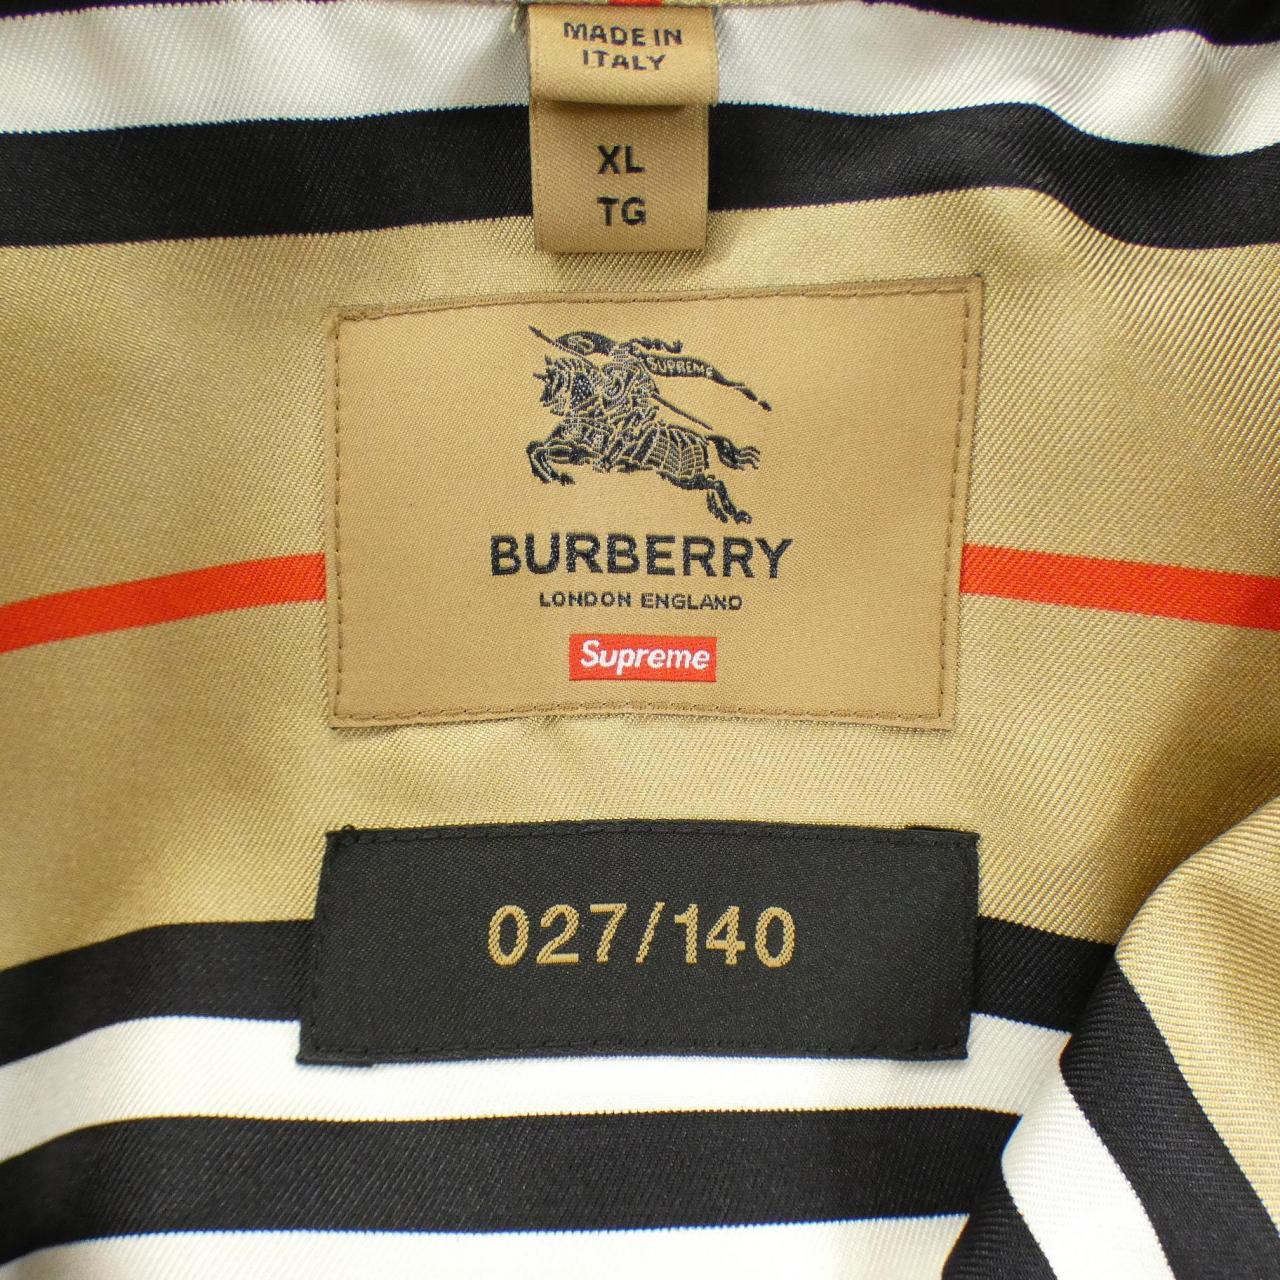 MADE IN
ITALY
XL
TG
SUPREME
BURBERRY
LONDON ENGLAND
Supreme
027/140